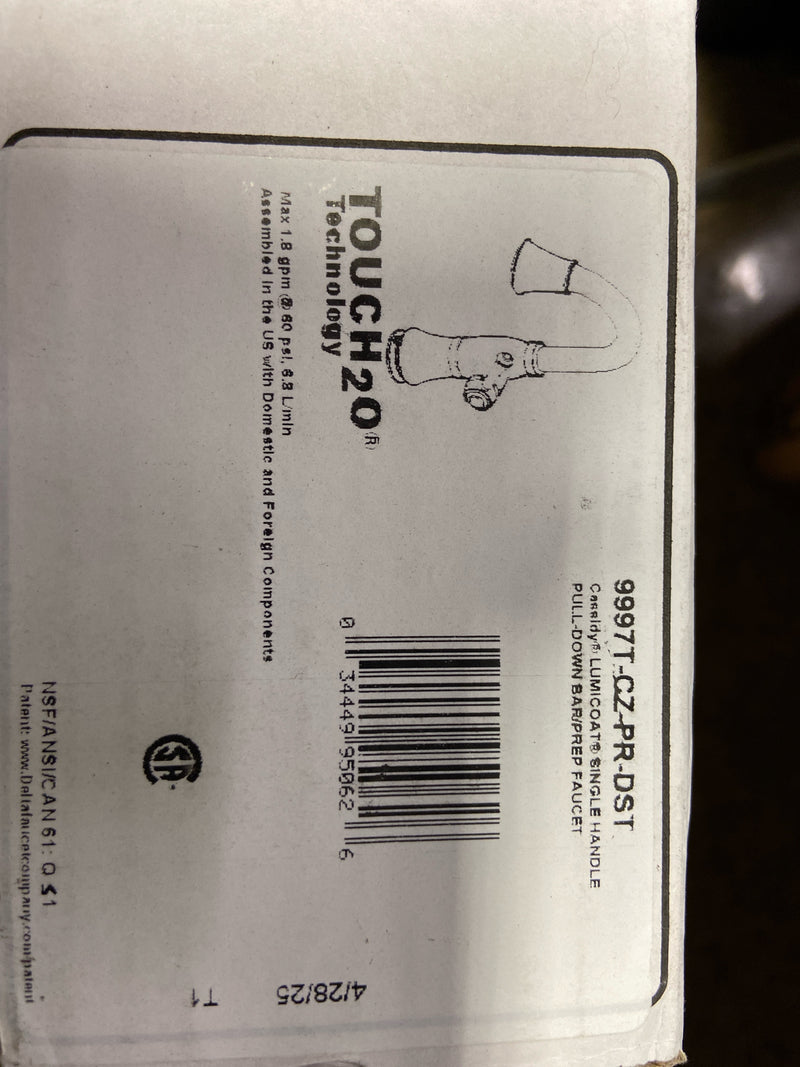 9997T-CZ-PR-DST
Cassidy® LUMICOAT® SINGLE HANDLE
PULL-DOWN BAR/PREP FAUCET
TOUCH2O®
Technology
Max 1.8 gpm @ 60 psi, 6.8 L/min
Assembled in the US with Domestic and Foreign Components
0 34449 95062 6
4/28/25
T1
NSF/ANSI/CAN 61: Q ≤ 1
Patent: www.Deltafaucetcompany.com/patent